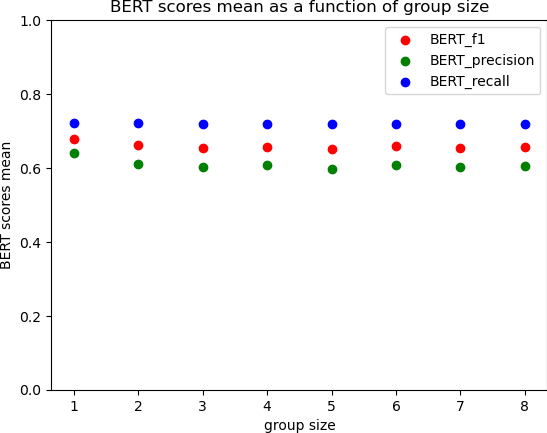 BERT scores mean as a function of group size
BERT_f1
BERT_precision
BERT_recall
1.0
0.8
0.6
0.4
0.2
0.0
BERT scores mean
1 2 3 4 5 6 7 8
group size